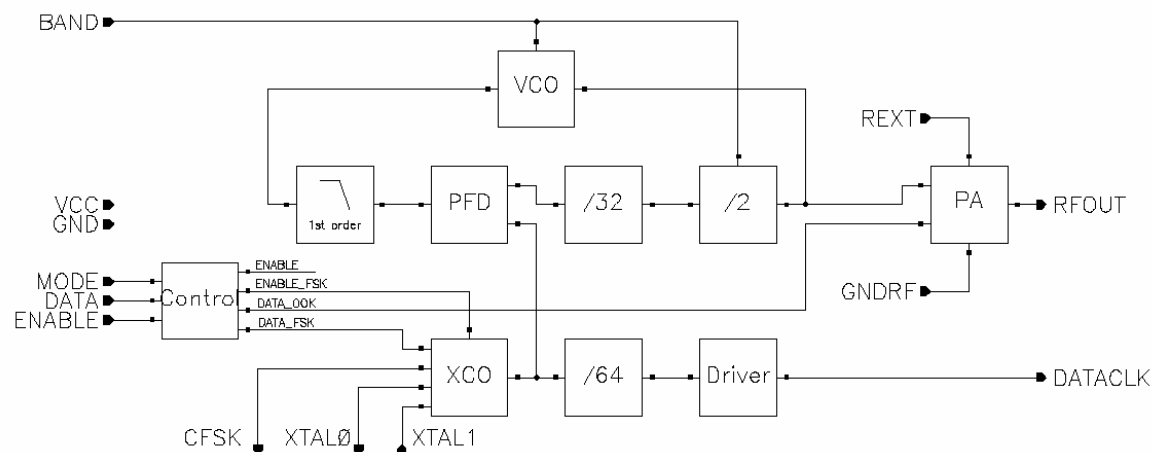 BAND
VCO
REXT
1st order
PFD
/32
/2
PA
RFOUT
VCC
GND
MODE
DATA
ENABLE
Control
ENABLE
ENABLE_FSK
DATA_OOK
DATA_FSK
GNDRF
XCO
/64
Driver
DATACLK
CFSK
XTALØ
XTAL1